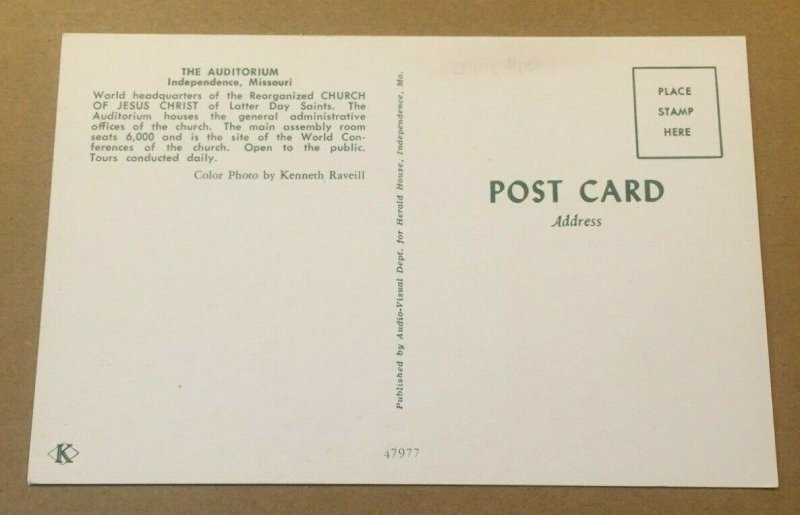 THE AUDITORIUM
Independence, Missouri
World headquarters of the Reorganized CHURCH
OF JESUS CHRIST of Latter Day Saints. The
Auditorium houses the general administrative
offices of the church. The main assembly room
seats 6,000 and is the site of the World Con-
ferences of the church. Open to the public.
Tours conducted daily.
Color Photo by Kenneth Raveill
K
Published by Audio-Visual Dept. for Herald House, Independence, Mo.
47977
PLACE
STAMP
HERE
POST CARD
Address